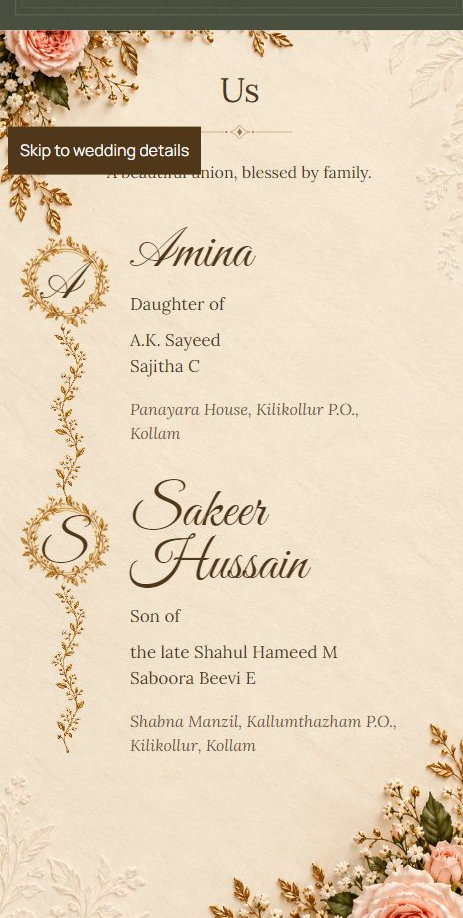 Us
Skip to wedding details
A beautiful union, blessed by family.
A
Amina
Daughter of
A.K. Sayeed
Sajitha C
Panayara House, Kilikollur P.O.,
Kollam
S
Sakeer
Hussain
Son of
the late Shahul Hameed M
Saboora Beevi E
Shabna Manzil, Kallumthazham P.O.,
Kilikollur, Kollam